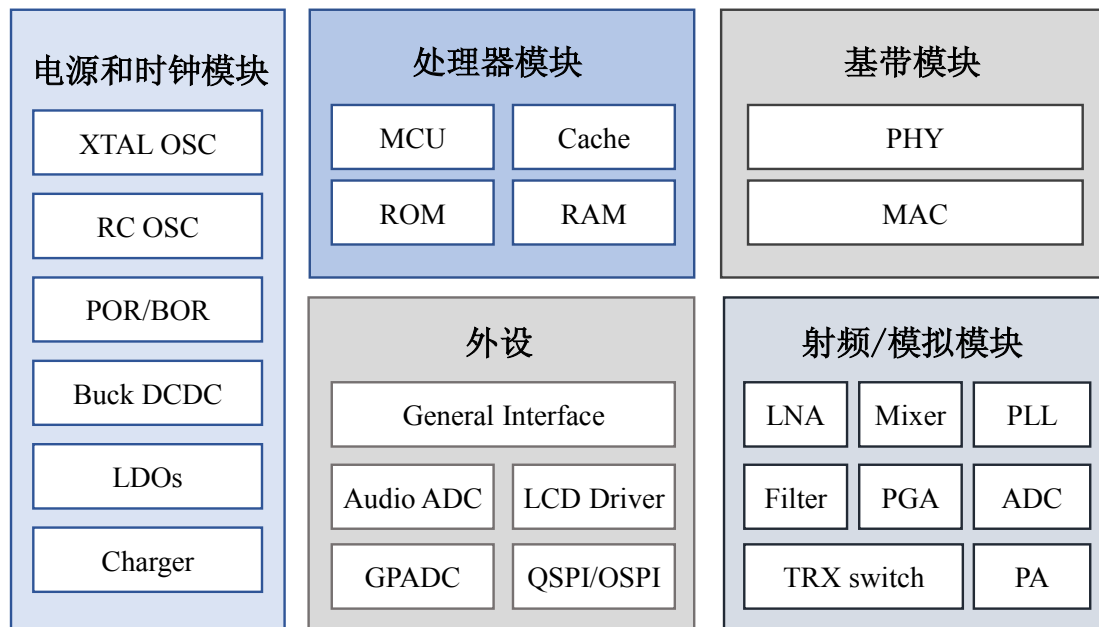 电源和时钟模块
XTAL OSC
RC OSC
POR/BOR
Buck DCDC
LDOs
Charger
处理器模块
MCU
Cache
ROM
RAM
基带模块
PHY
MAC
外设
General Interface
Audio ADC
LCD Driver
GPADC
QSPI/OSPI
射频/模拟模块
LNA
Mixer
PLL
Filter
PGA
ADC
TRX switch
PA